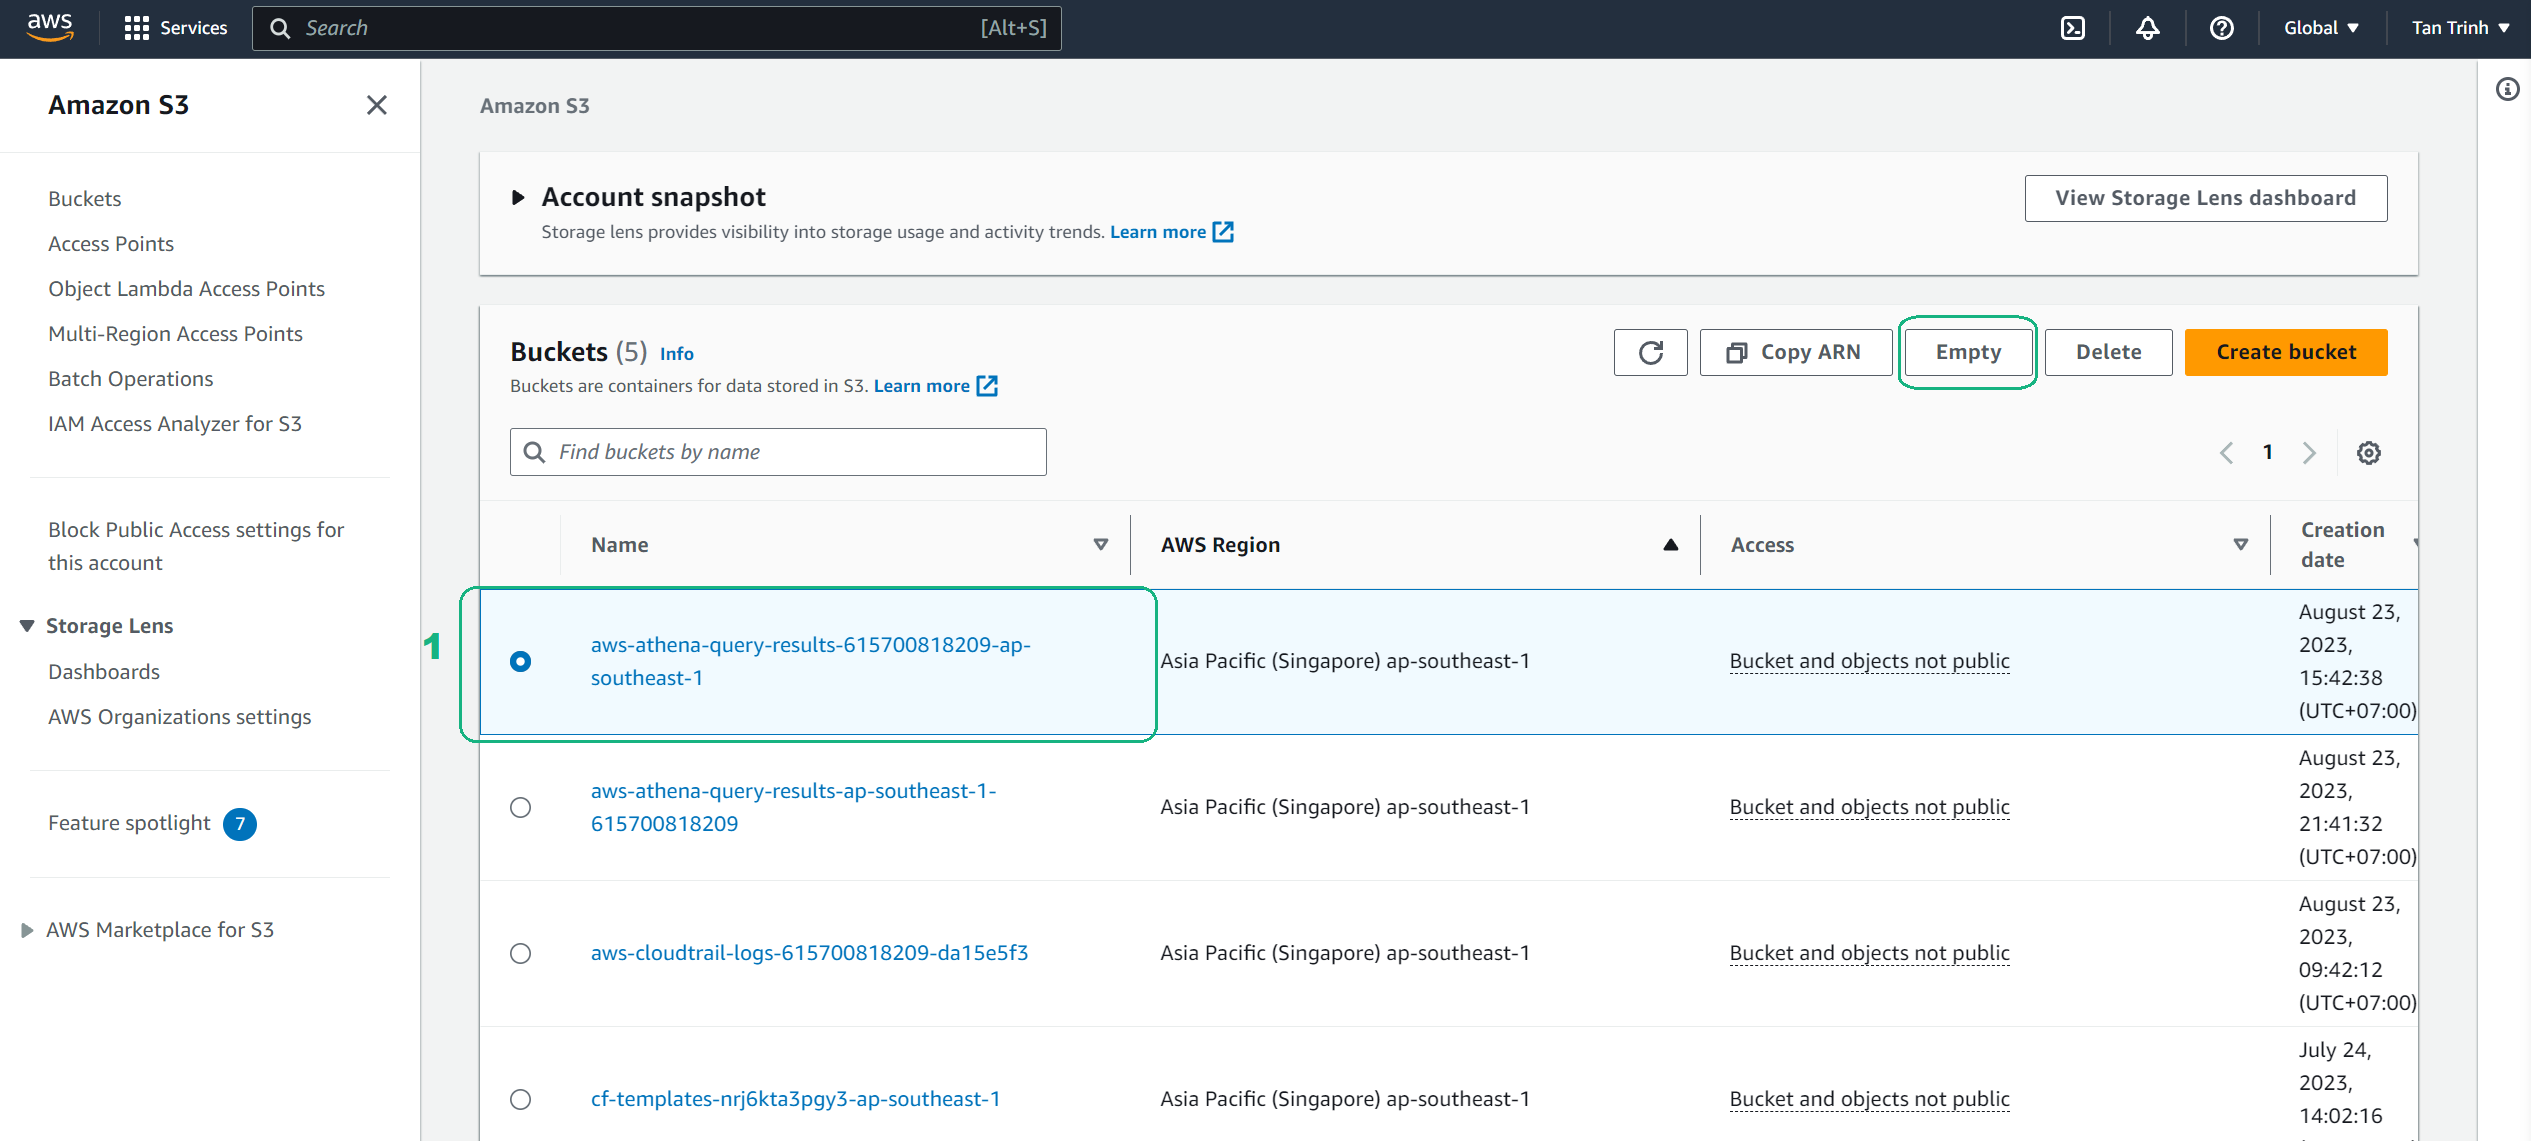 aws
Services
Search
[Alt+S]
Global
Tan Trinh
Amazon S3
Buckets
Access Points
Object Lambda Access Points
Multi-Region Access Points
Batch Operations
IAM Access Analyzer for S3
Block Public Access settings for
this account
Storage Lens
Dashboards
AWS Organizations settings
Feature spotlight 7
AWS Marketplace for S3
Amazon S3
Account snapshot
Storage lens provides visibility into storage usage and activity trends. Learn more
View Storage Lens dashboard
Buckets (5) Info
Buckets are containers for data stored in S3. Learn more
Copy ARN
Empty
Delete
Create bucket
Find buckets by name
1
Name
AWS Region
Access
Creation
date
1
aws-athena-query-results-615700818209-ap-
southeast-1
Asia Pacific (Singapore) ap-southeast-1
Bucket and objects not public
August 23,
2023,
15:42:38
(UTC+07:00)
aws-athena-query-results-ap-southeast-1-
615700818209
Asia Pacific (Singapore) ap-southeast-1
Bucket and objects not public
August 23,
2023,
21:41:32
(UTC+07:00)
aws-cloudtrail-logs-615700818209-da15e5f3
Asia Pacific (Singapore) ap-southeast-1
Bucket and objects not public
August 23,
2023,
09:42:12
(UTC+07:00)
cf-templates-nrj6kta3pgy3-ap-southeast-1
Asia Pacific (Singapore) ap-southeast-1
Bucket and objects not public
July 24,
2023,
14:02:16